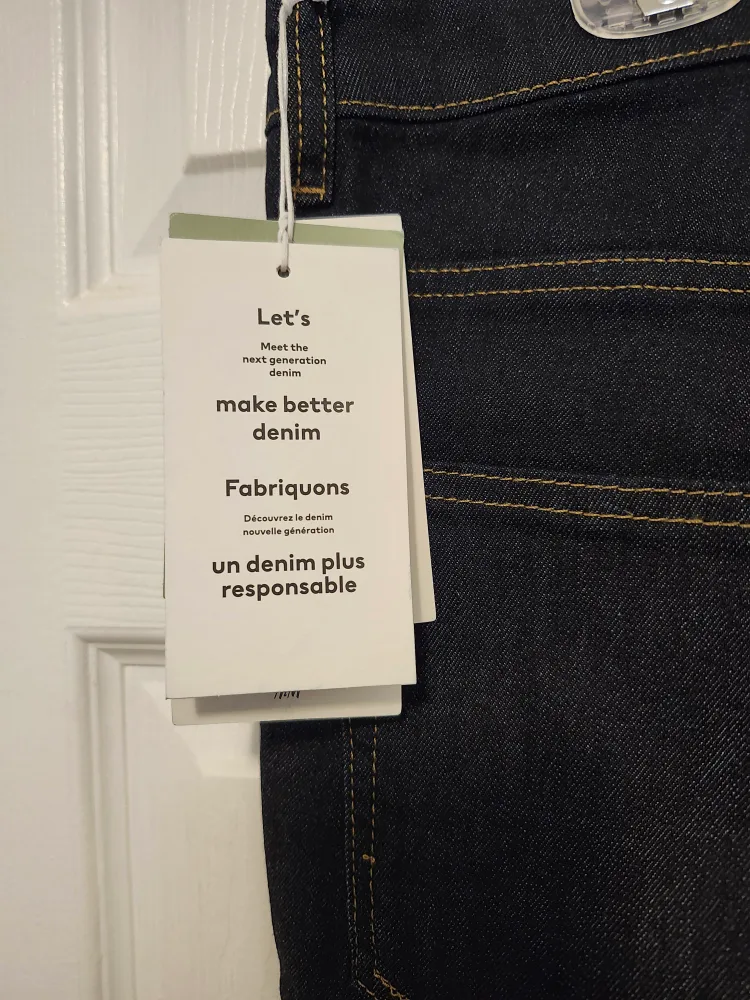 Let's
Meet the
next generation
denim
make better
denim
Fabriquons
Découvrez le denim
nouvelle génération
un denim plus
responsable